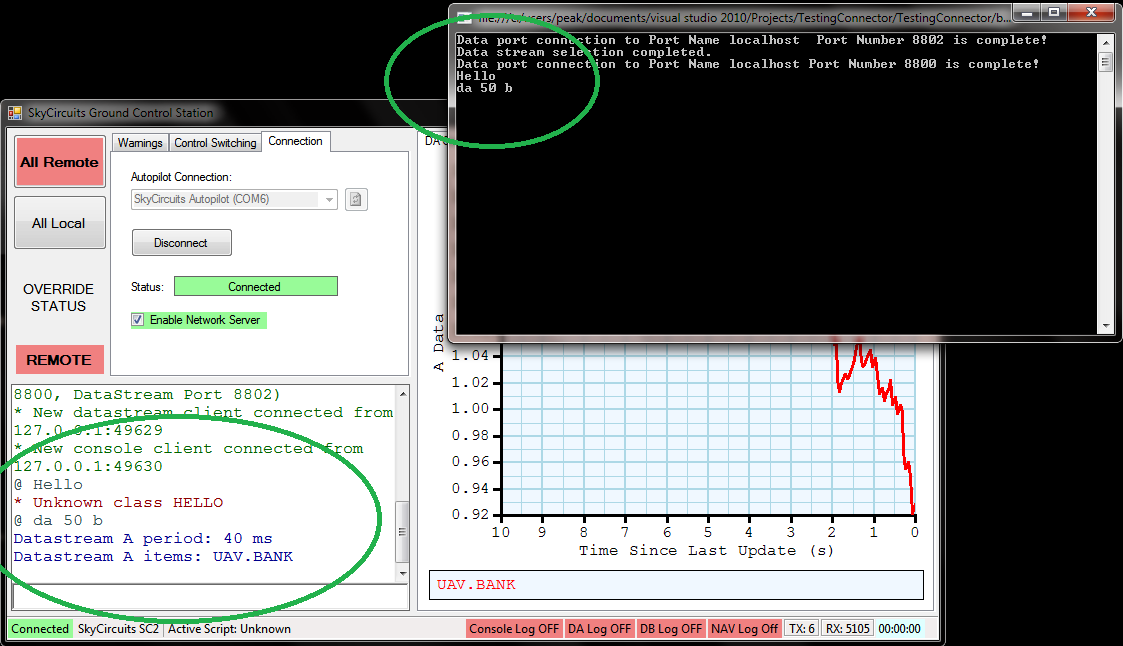 file:///c:/users/peak/documents/visual studio 2010/Projects/TestingConnector/TestingConnector/b...
Data port connection to Port Name localhost  Port Number 8802 is complete!
Data stream selection completed.
Data port connection to Port Name localhost Port Number 8800 is complete!
Hello
da 50 b
SkyCircuits Ground Control Station
All Remote
All Local
OVERRIDE
STATUS
REMOTE
Warnings
Control Switching
Connection
Autopilot Connection:
SkyCircuits Autopilot (COM6)
Disconnect
Status:
Connected
Enable Network Server
8800, DataStream Port 8802)
* New datastream client connected from
127.0.0.1:49629
* New console client connected from
127.0.0.1:49630
@ Hello
* Unknown class HELLO
@ da 50 b
Datastream A period: 40 ms
Datastream A items: UAV.BANK
A Data
1.04
1.02
1.00
0.98
0.96
0.94
0.92
10 9 8 7 6 5 4 3 2 1 0
Time Since Last Update (s)
UAV.BANK
Connected
SkyCircuits SC2
Active Script: Unknown
Console Log OFF
DA Log OFF
DB Log OFF
NAV Log Off
TX: 6
RX: 5105
00:00:00